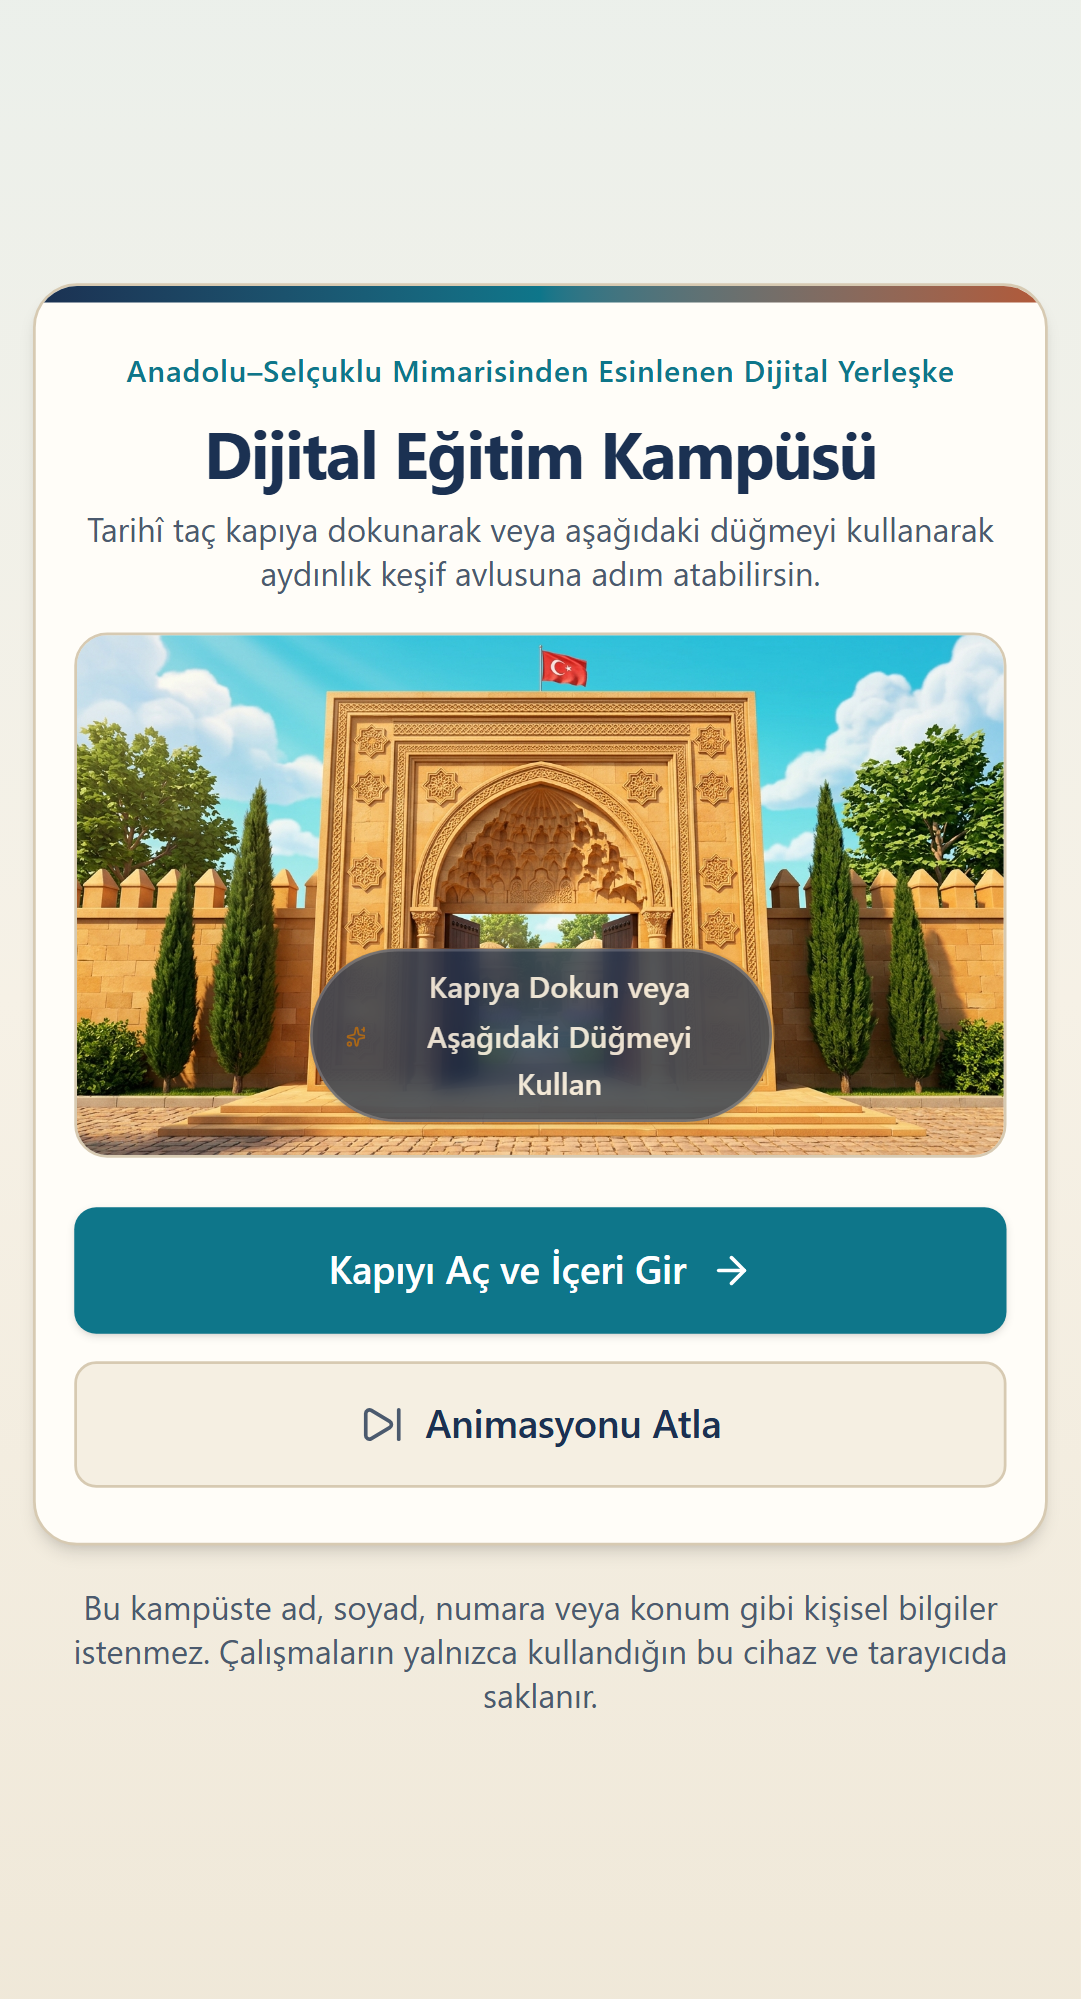 Anadolu–Selçuklu Mimarisinden Esinlenen Dijital Yerleşke
Dijital Eğitim Kampüsü
Tarihî taç kapıya dokunarak veya aşağıdaki düğmeyi kullanarak
aydınlık keşif avlusuna adım atabilirsin.
Kapıya Dokun veya
Aşağıdaki Düğmeyi
Kullan
Kapıyı Aç ve İçeri Gir
Animasyonu Atla
Bu kampüste ad, soyad, numara veya konum gibi kişisel bilgiler
istenmez. Çalışmaların yalnızca kullandığın bu cihaz ve tarayıcıda
saklanır.